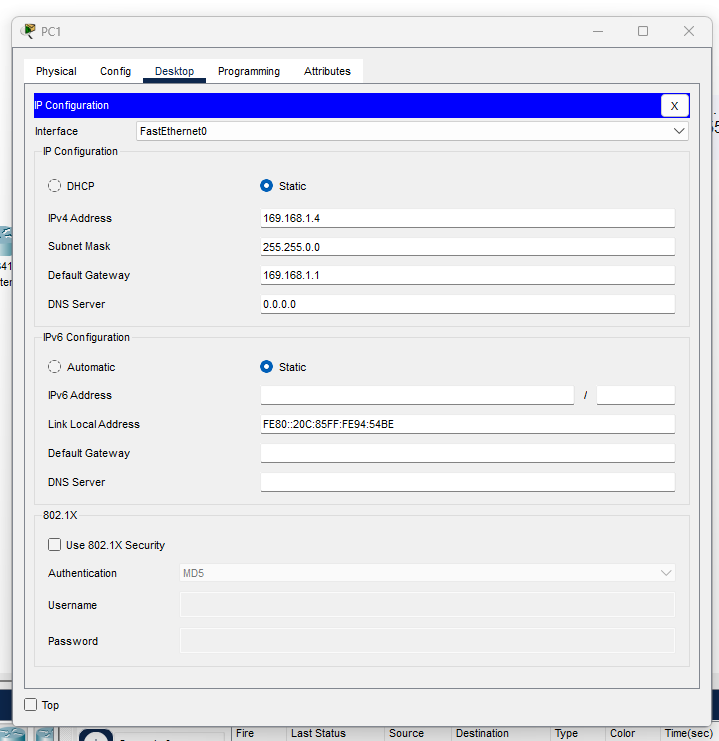 PC1
Physical Config Desktop Programming Attributes
IP Configuration X
Interface FastEthernet0
IP Configuration
DHCP Static
IPv4 Address 169.168.1.4
Subnet Mask 255.255.0.0
Default Gateway 169.168.1.1
DNS Server 0.0.0.0
IPv6 Configuration
Automatic Static
IPv6 Address /
Link Local Address FE80::20C:85FF:FE94:54BE
Default Gateway
DNS Server
802.1X
Use 802.1X Security
Authentication MD5
Username
Password
Top
Fire Last Status Source Destination Type Color Time(sec)